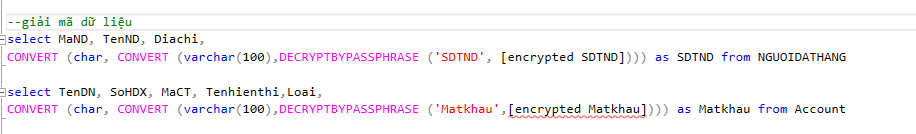 --giải mã dữ liệu
select MaND, TenND, Diachi,
CONVERT (char, CONVERT (varchar(100),DECRYPTBYPASSPHRASE ('SDTND', [encrypted SDTND]))) as SDTND from NGUOIDATHANG
select TenDN, SoHDX, MaCT, Tenhienthi,Loai,
CONVERT (char, CONVERT (varchar(100),DECRYPTBYPASSPHRASE ('Matkhau',[encrypted Matkhau]))) as Matkhau from Account